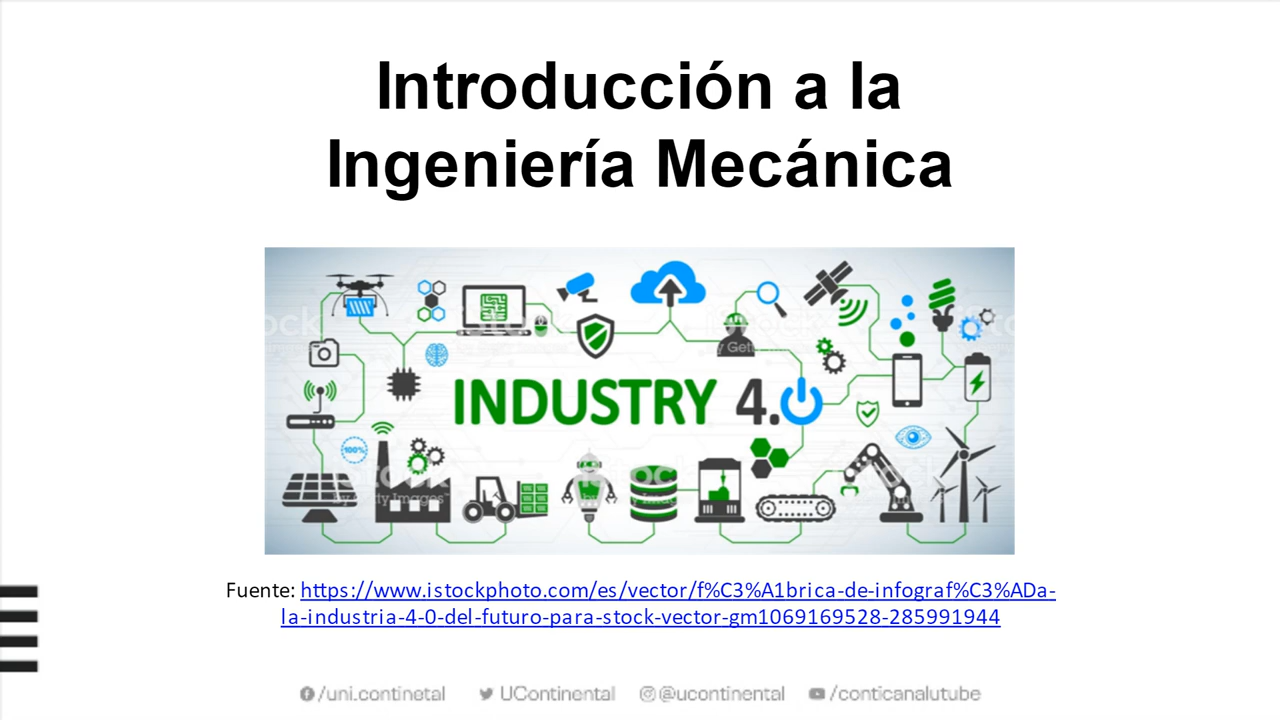 Introducción a la
Ingeniería Mecánica
INDUSTRY 4.0
100%
Fuente: https://www.istockphoto.com/es/vector/f%C3%A1brica-de-infograf%C3%ADa-
la-industria-4-0-del-futuro-para-stock-vector-gm1069169528-285991944
/uni.continetal UContinental @ucontinental /conticanalutube